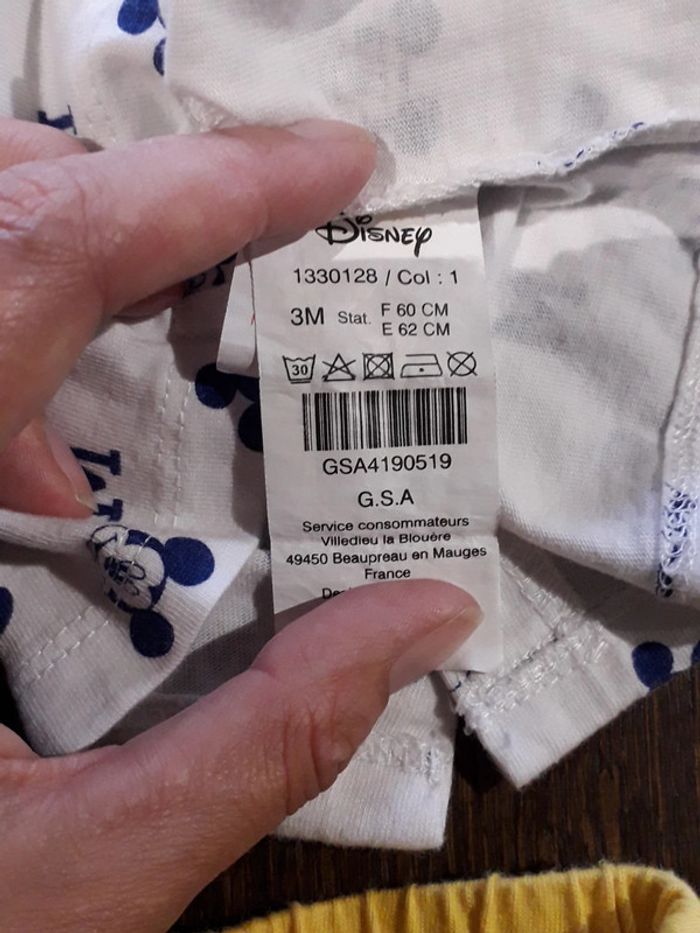 Disney
1330128 / Col : 1
3M Stat. F 60 CM
E 62 CM
30
GSA4190519
G.S.A
Service consommateurs
Villedieu la Blouère
49450 Beaupreau en Mauges
France